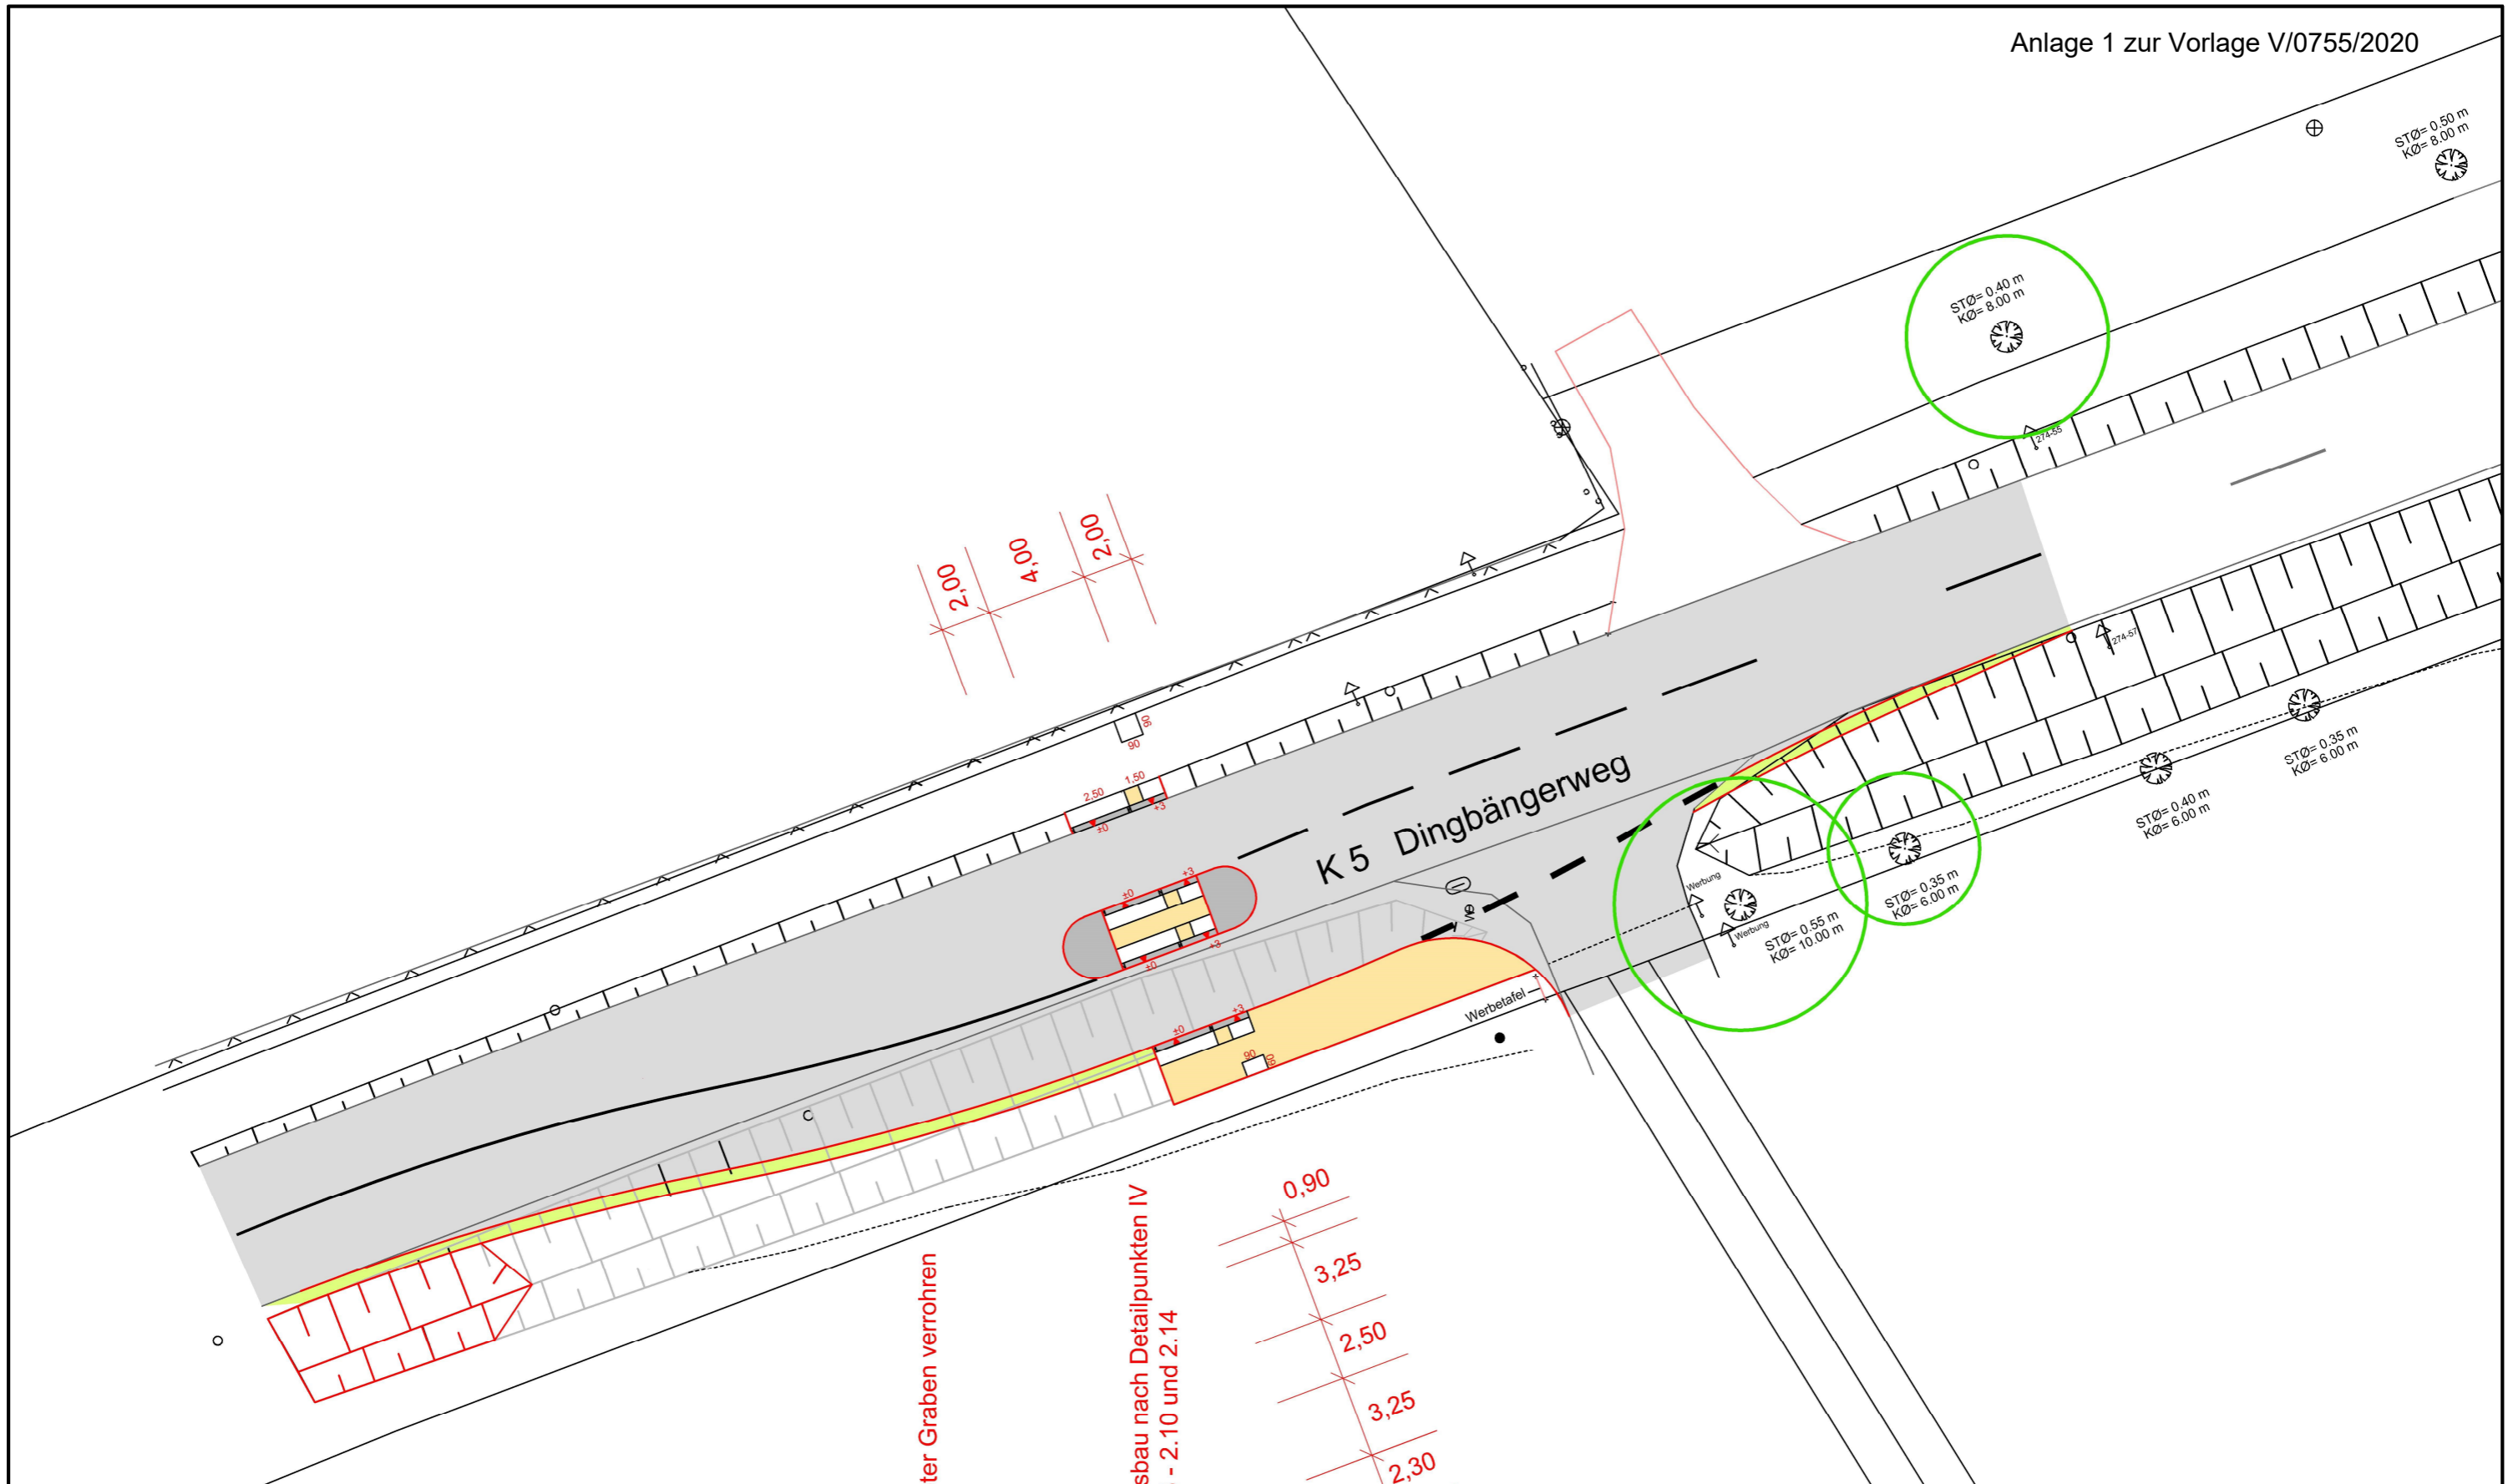 Anlage 1 zur Vorlage V/0755/2020
STØ= 0.50 m
KØ= 8.00 m
STØ= 0.40 m
KØ= 8.00 m
274-55
2,00
4,00
2,00
90
90
274-57
2,50
1,50
±0
+3
K 5 Dingbängerweg
STØ= 0.35 m
KØ= 6.00 m
STØ= 0.40 m
KØ= 6.00 m
STØ= 0.35 m
KØ= 6.00 m
STØ= 0.55 m
KØ= 10.00 m
Werbung
Werbung
±0
+3
±0
+3
Werbetafel
±0
+3
90
90
ter Graben verrohren
sbau nach Detailpunkten IV
- 2.10 und 2.14
0,90
3,25
2,50
3,25
2,30